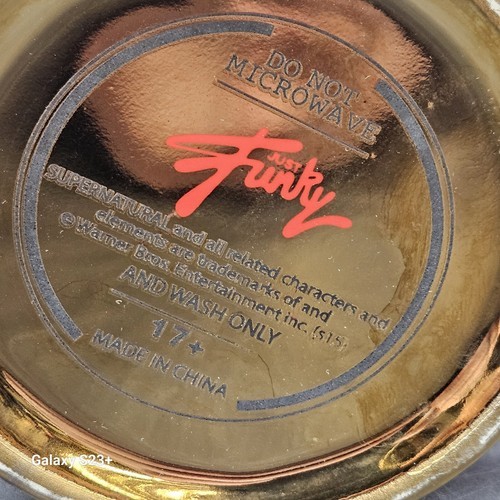 DO NOT
MICROWAVE
JUST
Funky
SUPERNATURAL and all related characters and
elements are trademarks of and
© Warner Bros. Entertainment inc. (s15)
AND WASH ONLY
17+
MADE IN CHINA
Galaxy S23+